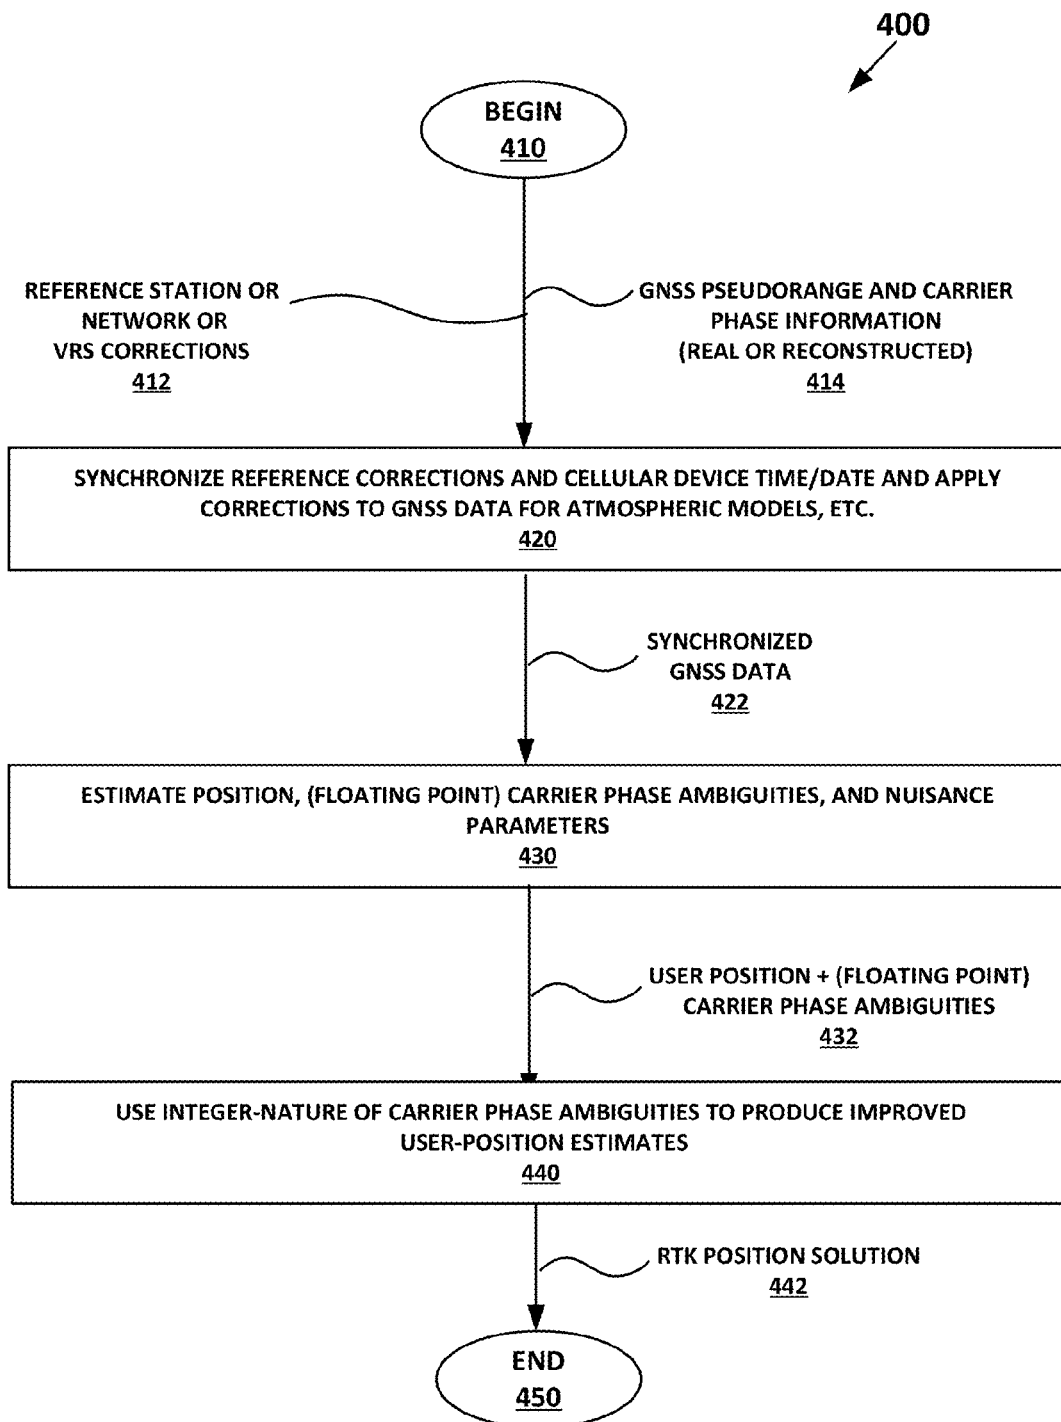 400
BEGIN
410
REFERENCE STATION OR
NETWORK OR
VRS CORRECTIONS
412
GNSS PSEUDORANGE AND CARRIER
PHASE INFORMATION
(REAL OR RECONSTRUCTED)
414
SYNCHRONIZE REFERENCE CORRECTIONS AND CELLULAR DEVICE TIME/DATE AND APPLY
CORRECTIONS TO GNSS DATA FOR ATMOSPHERIC MODELS, ETC.
420
SYNCHRONIZED
GNSS DATA
422
ESTIMATE POSITION, (FLOATING POINT) CARRIER PHASE AMBIGUITIES, AND NUISANCE
PARAMETERS
430
USER POSITION + (FLOATING POINT)
CARRIER PHASE AMBIGUITIES
432
USE INTEGER-NATURE OF CARRIER PHASE AMBIGUITIES TO PRODUCE IMPROVED
USER-POSITION ESTIMATES
440
RTK POSITION SOLUTION
442
END
450